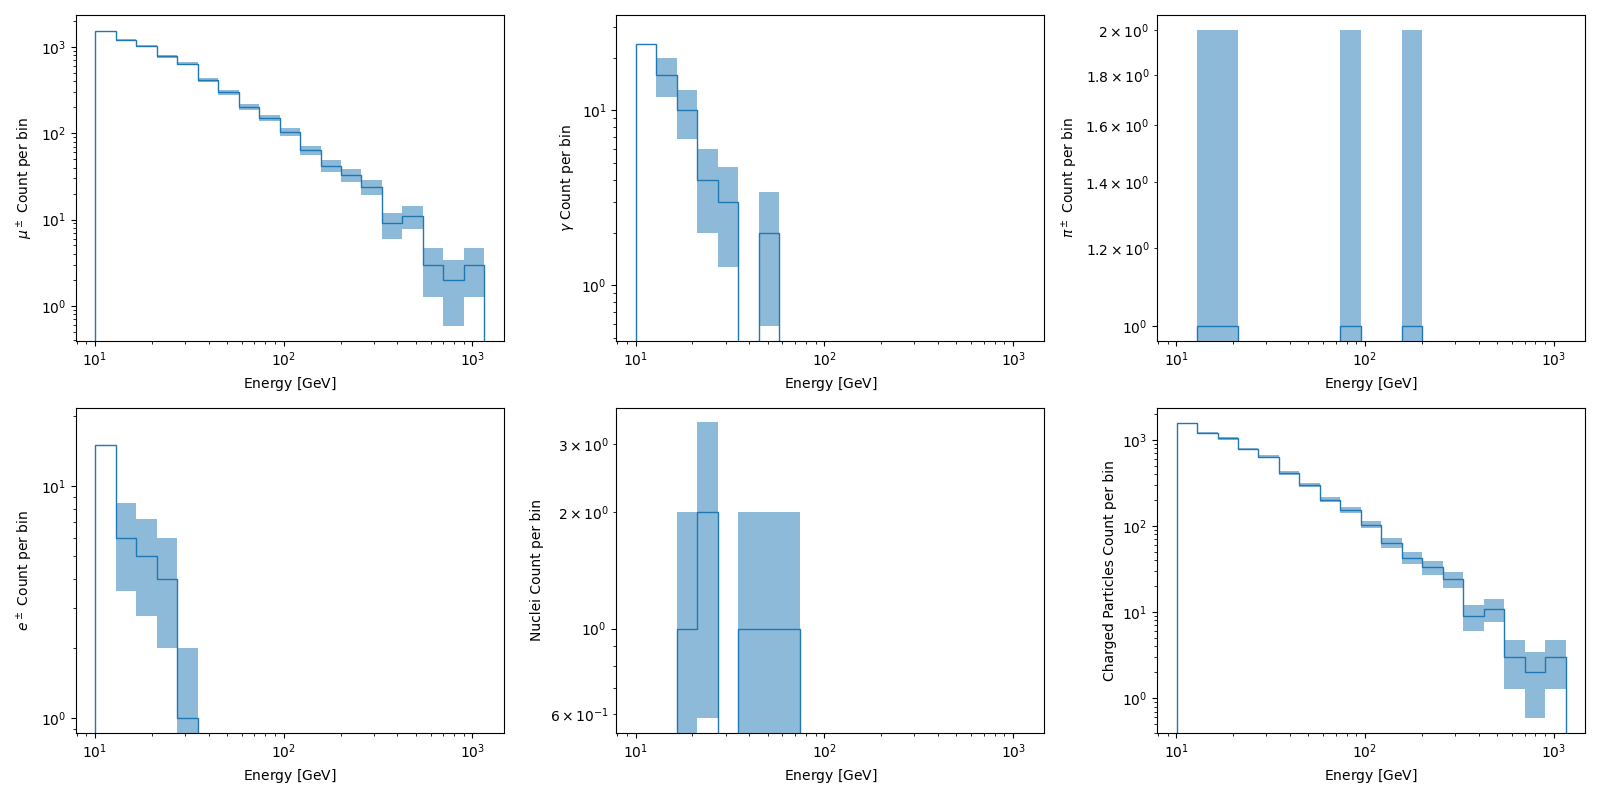 μ± Count per bin
10³
10²
10¹
10⁰
10¹ 10² 10³
Energy [GeV]
γ Count per bin
10¹
10⁰
10¹ 10² 10³
Energy [GeV]
π± Count per bin
2 × 10⁰
1.8 × 10⁰
1.6 × 10⁰
1.4 × 10⁰
1.2 × 10⁰
10⁰
10¹ 10² 10³
Energy [GeV]
e± Count per bin
10¹
10⁰
10¹ 10² 10³
Energy [GeV]
Nuclei Count per bin
3 × 10⁰
2 × 10⁰
10⁰
6 × 10⁻¹
10¹ 10² 10³
Energy [GeV]
Charged Particles Count per bin
10³
10²
10¹
10⁰
10¹ 10² 10³
Energy [GeV]